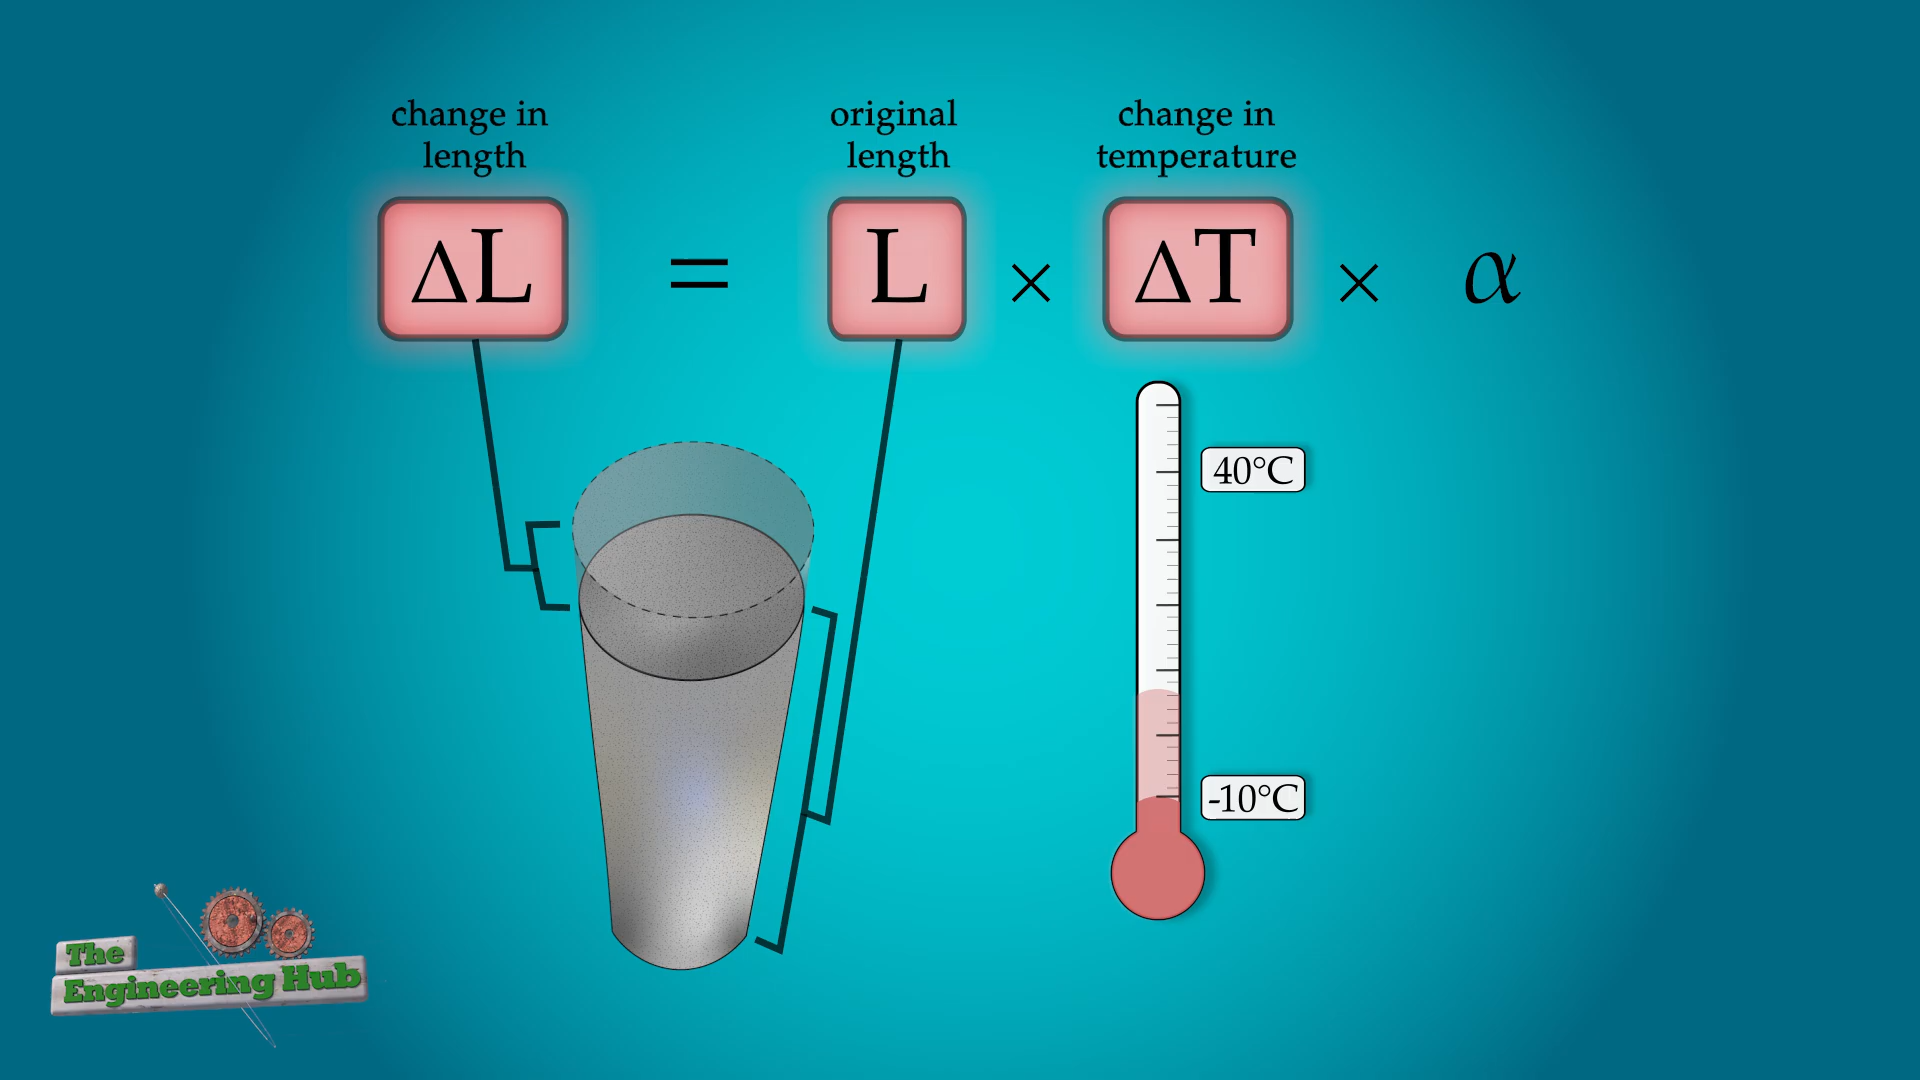 change in
length
original
length
change in
temperature
ΔL = L × ΔT × α
40°C
-10°C
The
Engineering Hub